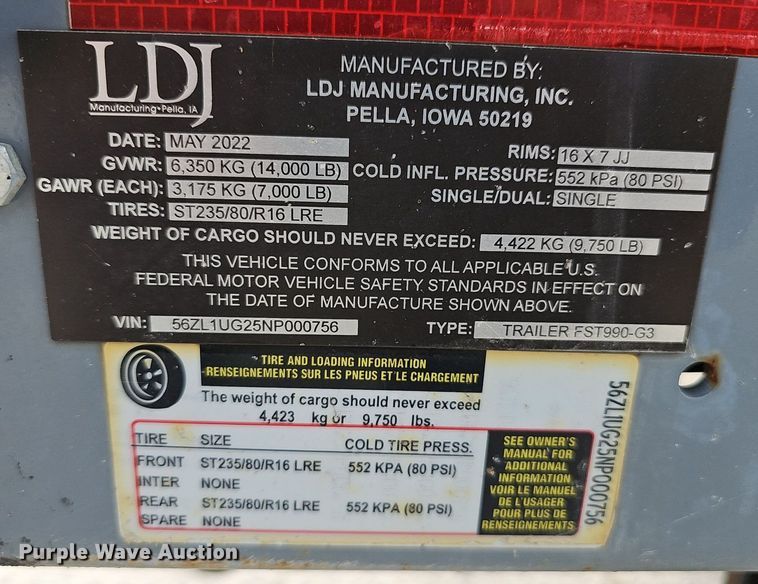 LDJ
Manufacturing•Pella, IA
MANUFACTURED BY:
LDJ MANUFACTURING, INC.
PELLA, IOWA 50219
DATE: MAY 2022
GVWR: 6,350 KG (14,000 LB)
GAWR (EACH): 3,175 KG (7,000 LB)
TIRES: ST235/80/R16 LRE
RIMS: 16 X 7 JJ
COLD INFL. PRESSURE: 552 kPa (80 PSI)
SINGLE/DUAL: SINGLE
WEIGHT OF CARGO SHOULD NEVER EXCEED: 4,422 KG (9,750 LB)
THIS VEHICLE CONFORMS TO ALL APPLICABLE U.S.
FEDERAL MOTOR VEHICLE SAFETY STANDARDS IN EFFECT ON
THE DATE OF MANUFACTURE SHOWN ABOVE.
VIN: 56ZL1UG25NP000756 TYPE: TRAILER FST990-G3
TIRE AND LOADING INFORMATION
RENSEIGNEMENTS SUR LES PNEUS ET LE CHARGEMENT
The weight of cargo should never exceed
4,423 kg or 9,750 lbs.
TIRE SIZE COLD TIRE PRESS.
FRONT ST235/80/R16 LRE 552 KPA (80 PSI)
INTER NONE
REAR ST235/80/R16 LRE 552 KPA (80 PSI)
SPARE NONE
SEE OWNER'S
MANUAL FOR
ADDITIONAL
INFORMATION
VOIR LE MANUEL
DE L'USAGER
POUR PLUS DE
RENSEIGNEMENTS
56ZL1UG25NP000756
Purple Wave Auction